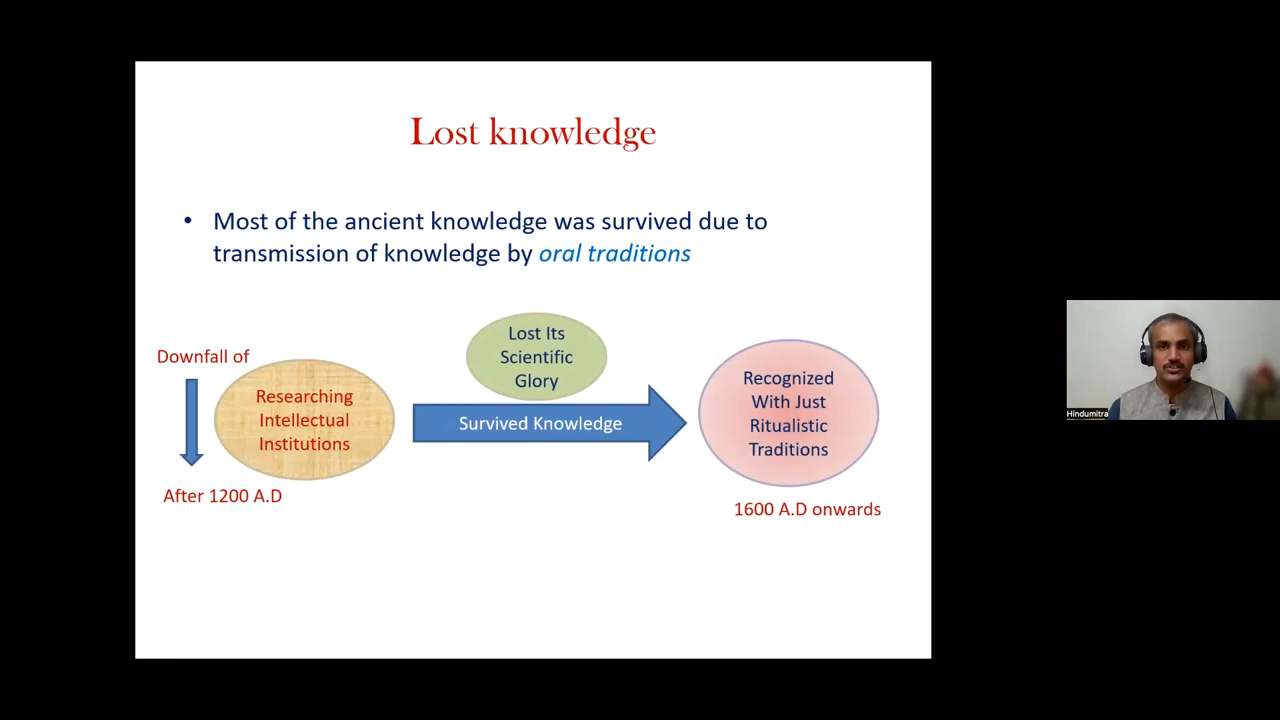 Lost knowledge
• Most of the ancient knowledge was survived due to
transmission of knowledge by oral traditions
Downfall of
Researching
Intellectual
Institutions
After 1200 A.D
Lost Its
Scientific
Glory
Survived Knowledge
Recognized
With Just
Ritualistic
Traditions
1600 A.D onwards
Hindumitra